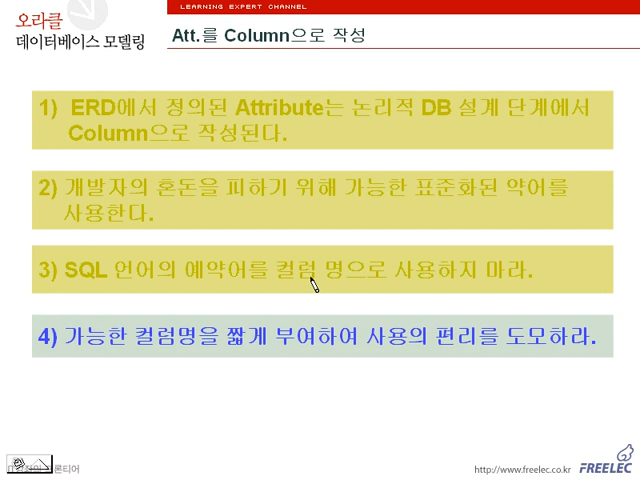 LEARNING EXPERT CHANNEL
오라클
데이터베이스 모델링
Att.를 Column으로 작성
1) ERD에서 정의된 Attribute는 논리적 DB 설계 단계에서
Column으로 작성된다.
2) 개발자의 혼돈을 피하기 위해 가능한 표준화된 약어를
사용한다.
3) SQL 언어의 예약어를 컬럼 명으로 사용하지 마라.
4) 가능한 컬럼명을 짧게 부여하여 사용의 편리를 도모하라.
론티어
http://www.freelec.co.kr
FREELEC